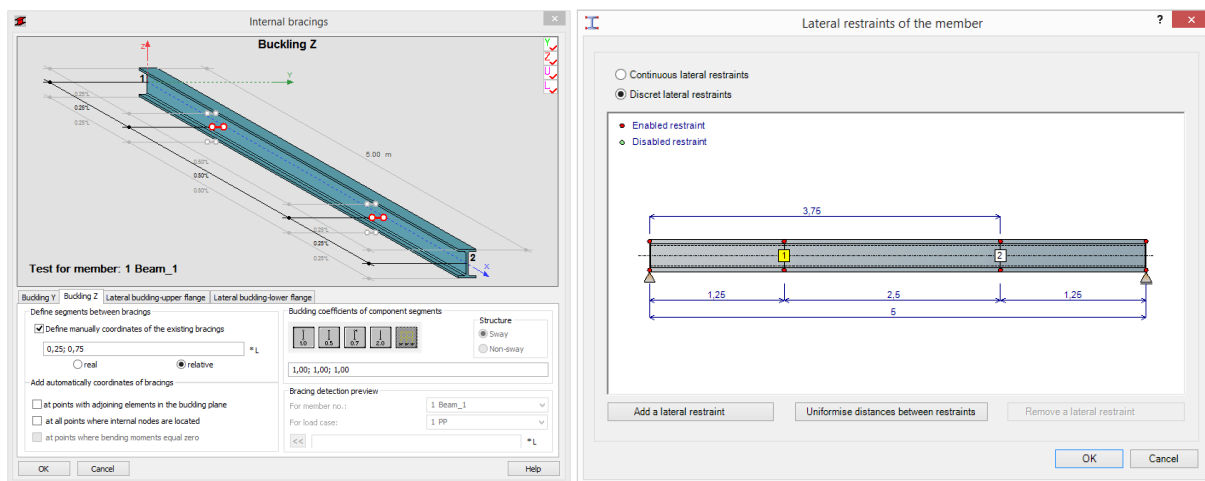 Internal bracings
Buckling Z
Z
Y
1
0.25*L
0.25*L
0.25*L
5.00 m
0.50*L
0.50*L
0.50*L
0.25*L
0.25*L
0.25*L
2
X
Test for member: 1 Beam_1
Y
Z
U
L
Buckling Y
Buckling Z
Lateral buckling-upper flange
Lateral buckling-lower flange
Define segments between bracings
Define manually coordinates of the existing bracings
0,25; 0,75
* L
real
relative
Add automatically coordinates of bracings
at points with adjoining elements in the buckling plane
at all points where internal nodes are located
at points where bending moments equal zero
Buckling coefficients of component segments
1.0
0.5
0.7
2.0
Structure
Sway
Non-sway
1,00; 1,00; 1,00
Bracing detection preview
For member no.:
1 Beam_1
For load case:
1 PP
<<
* L
OK
Cancel
Help
Lateral restraints of the member
?
Continuous lateral restraints
Discret lateral restraints
Enabled restraint
Disabled restraint
3,75
1
2
1,25
2,5
1,25
5
Add a lateral restraint
Uniformise distances between restraints
Remove a lateral restraint
OK
Cancel